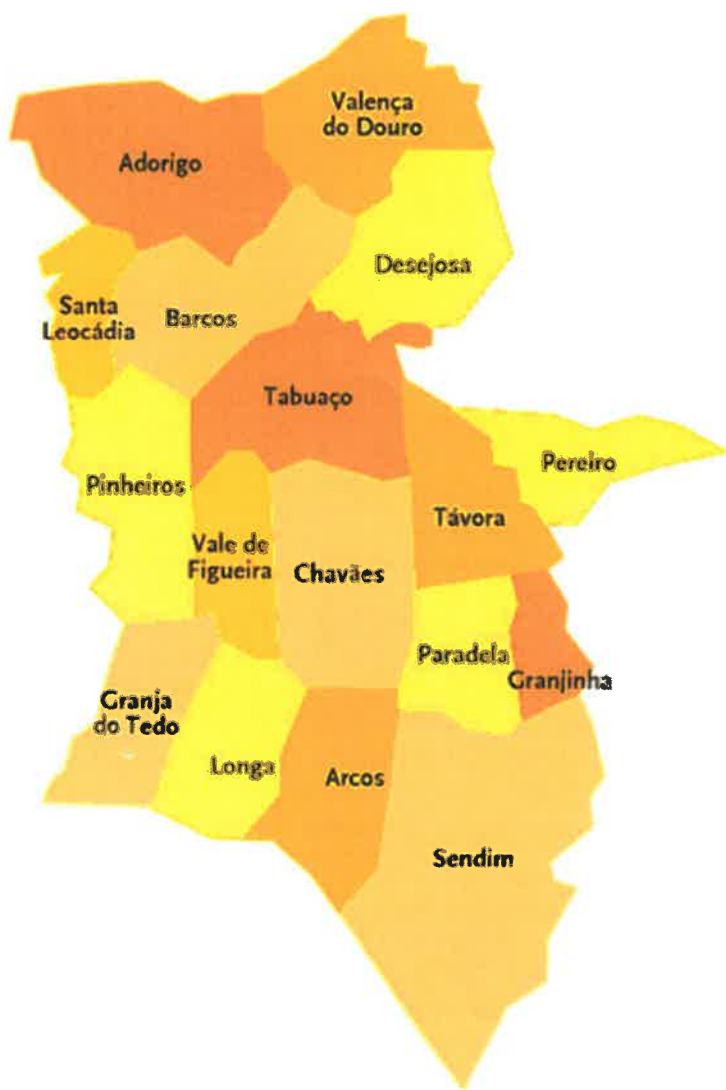 Valença
do Douro
Adorigo
Desejosa
Santa
Leocádia
Barcos
Tabuaço
Pereiro
Pinheiros
Távora
Vale de
Figueira
Chavães
Paradela
Granjinha
Granja
do Tedo
Longa
Arcos
Sendim